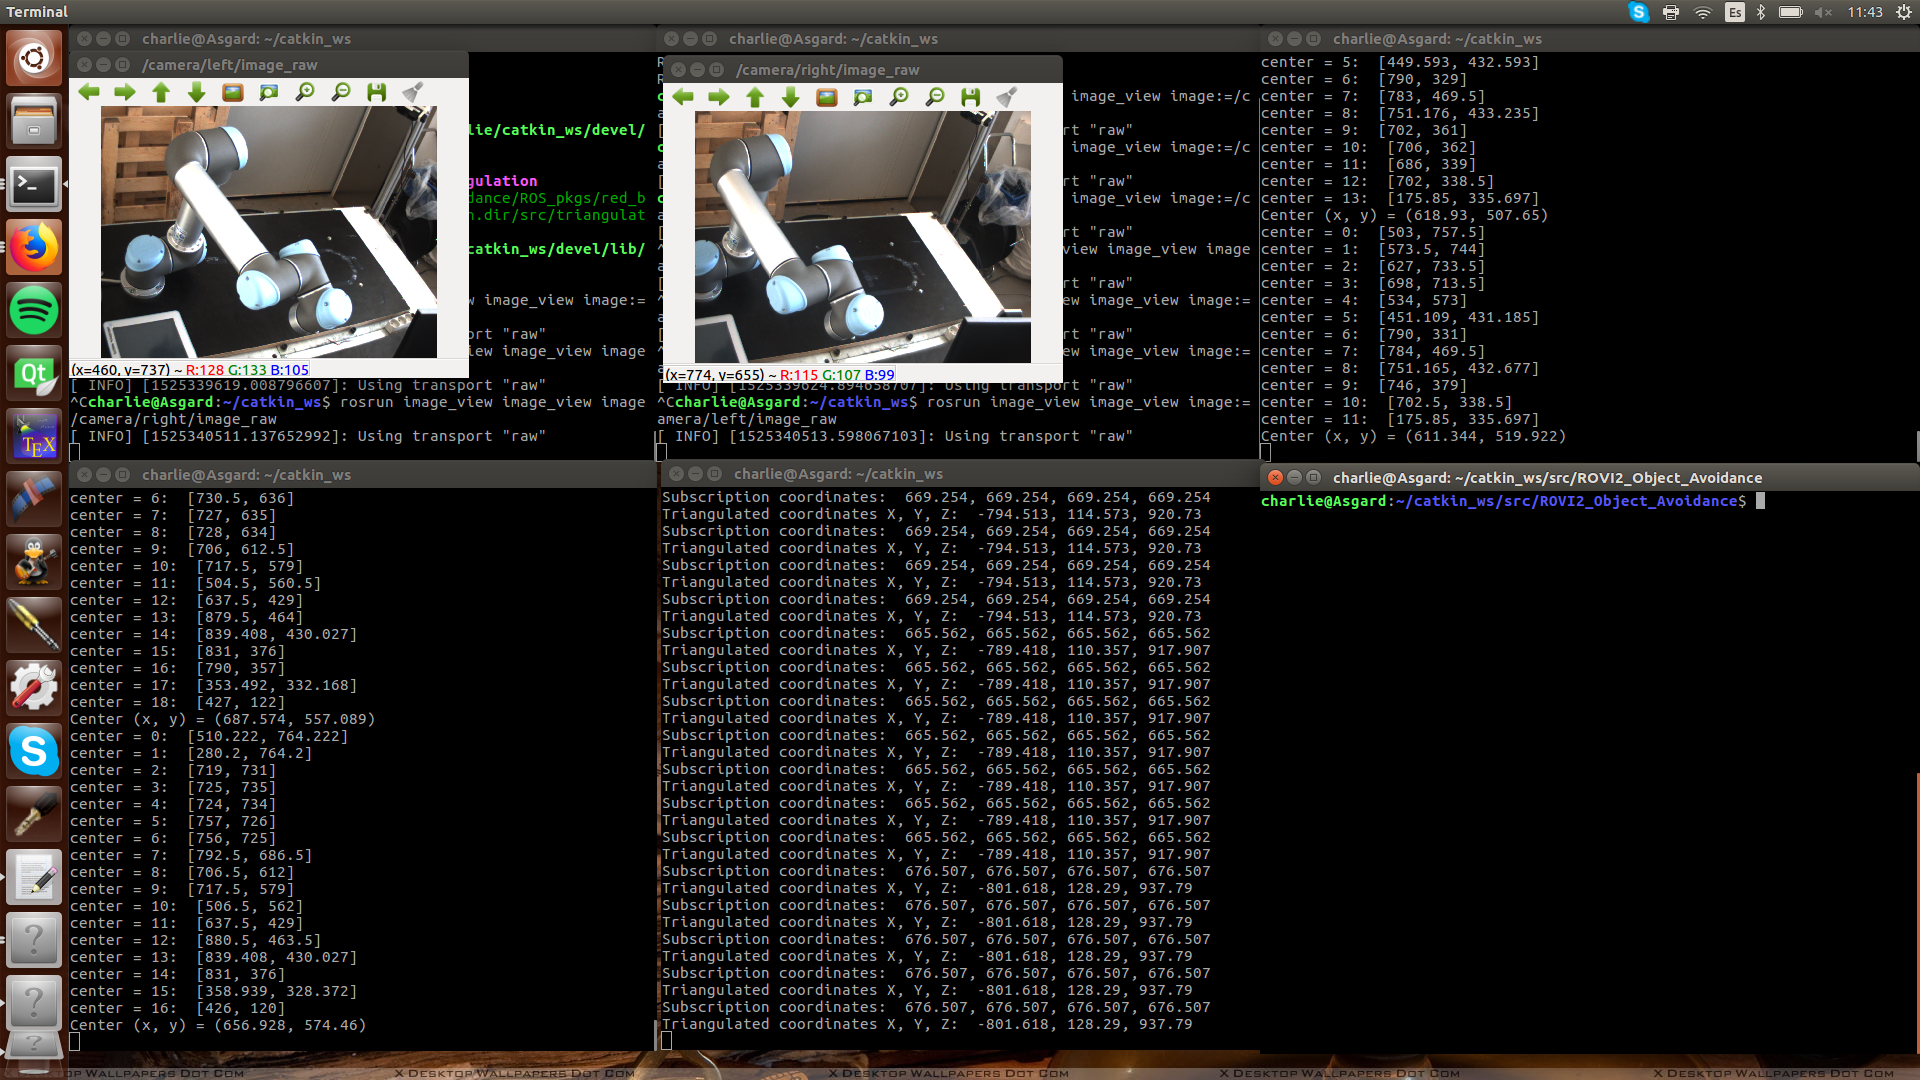 Terminal
Es
11:43
charlie@Asgard: ~/catkin_ws
/camera/left/image_raw
lie/catkin_ws/devel/
gulation
dance/ROS_pkgs/red_b
n.dir/src/triangulat
catkin_ws/devel/lib/
w image_view image:=
ort "raw"
iew image_view image
(x=460, y=737) ~ R:128 G:133 B:105
[ INFO] [1525339619.008796607]: Using transport "raw"
^Ccharlie@Asgard:~/catkin_ws$ rosrun image_view image_view image
/camera/right/image_raw
[ INFO] [1525340511.137652992]: Using transport "raw"
charlie@Asgard: ~/catkin_ws
/camera/right/image_raw
image_view image:=/c
rt "raw"
image_view image:=/c
rt "raw"
image_view image:=/c
rt "raw"
view image_view image
ort "raw"
ew image_view image:=
ort "raw"
ew image_view image:=
(x=774, y=655) ~ R:115 G:107 B:99
[ INFO] [1525339624.894658707]: Using transport "raw"
^Ccharlie@Asgard:~/catkin_ws$ rosrun image_view image_view image:=
amera/left/image_raw
[ INFO] [1525340513.598067103]: Using transport "raw"
charlie@Asgard: ~/catkin_ws
center = 5:  [449.593, 432.593]
center = 6:  [790, 329]
center = 7:  [783, 469.5]
center = 8:  [751.176, 433.235]
center = 9:  [702, 361]
center = 10:  [706, 362]
center = 11:  [686, 339]
center = 12:  [702, 338.5]
center = 13:  [175.85, 335.697]
Center (x, y) = (618.93, 507.65)
center = 0:  [503, 757.5]
center = 1:  [573.5, 744]
center = 2:  [627, 733.5]
center = 3:  [698, 713.5]
center = 4:  [534, 573]
center = 5:  [451.109, 431.185]
center = 6:  [790, 331]
center = 7:  [784, 469.5]
center = 8:  [751.165, 432.677]
center = 9:  [746, 379]
center = 10:  [702.5, 338.5]
center = 11:  [175.85, 335.697]
Center (x, y) = (611.344, 519.922)
charlie@Asgard: ~/catkin_ws
center = 6:  [730.5, 636]
center = 7:  [727, 635]
center = 8:  [728, 634]
center = 9:  [706, 612.5]
center = 10:  [717.5, 579]
center = 11:  [504.5, 560.5]
center = 12:  [637.5, 429]
center = 13:  [879.5, 464]
center = 14:  [839.408, 430.027]
center = 15:  [831, 376]
center = 16:  [790, 357]
center = 17:  [353.492, 332.168]
center = 18:  [427, 122]
Center (x, y) = (687.574, 557.089)
center = 0:  [510.222, 764.222]
center = 1:  [280.2, 764.2]
center = 2:  [719, 731]
center = 3:  [725, 735]
center = 4:  [724, 734]
center = 5:  [757, 726]
center = 6:  [756, 725]
center = 7:  [792.5, 686.5]
center = 8:  [706.5, 612]
center = 9:  [717.5, 579]
center = 10:  [506.5, 562]
center = 11:  [637.5, 429]
center = 12:  [880.5, 463.5]
center = 13:  [839.408, 430.027]
center = 14:  [831, 376]
center = 15:  [358.939, 328.372]
center = 16:  [426, 120]
Center (x, y) = (656.928, 574.46)
charlie@Asgard: ~/catkin_ws
Subscription coordinates:  669.254, 669.254, 669.254, 669.254
Triangulated coordinates X, Y, Z:  -794.513, 114.573, 920.73
Subscription coordinates:  669.254, 669.254, 669.254, 669.254
Triangulated coordinates X, Y, Z:  -794.513, 114.573, 920.73
Subscription coordinates:  669.254, 669.254, 669.254, 669.254
Triangulated coordinates X, Y, Z:  -794.513, 114.573, 920.73
Subscription coordinates:  669.254, 669.254, 669.254, 669.254
Triangulated coordinates X, Y, Z:  -794.513, 114.573, 920.73
Subscription coordinates:  665.562, 665.562, 665.562, 665.562
Triangulated coordinates X, Y, Z:  -789.418, 110.357, 917.907
Subscription coordinates:  665.562, 665.562, 665.562, 665.562
Triangulated coordinates X, Y, Z:  -789.418, 110.357, 917.907
Subscription coordinates:  665.562, 665.562, 665.562, 665.562
Triangulated coordinates X, Y, Z:  -789.418, 110.357, 917.907
Subscription coordinates:  665.562, 665.562, 665.562, 665.562
Triangulated coordinates X, Y, Z:  -789.418, 110.357, 917.907
Subscription coordinates:  665.562, 665.562, 665.562, 665.562
Triangulated coordinates X, Y, Z:  -789.418, 110.357, 917.907
Subscription coordinates:  665.562, 665.562, 665.562, 665.562
Triangulated coordinates X, Y, Z:  -789.418, 110.357, 917.907
Subscription coordinates:  665.562, 665.562, 665.562, 665.562
Triangulated coordinates X, Y, Z:  -789.418, 110.357, 917.907
Subscription coordinates:  676.507, 676.507, 676.507, 676.507
Triangulated coordinates X, Y, Z:  -801.618, 128.29, 937.79
Subscription coordinates:  676.507, 676.507, 676.507, 676.507
Triangulated coordinates X, Y, Z:  -801.618, 128.29, 937.79
Subscription coordinates:  676.507, 676.507, 676.507, 676.507
Triangulated coordinates X, Y, Z:  -801.618, 128.29, 937.79
Subscription coordinates:  676.507, 676.507, 676.507, 676.507
Triangulated coordinates X, Y, Z:  -801.618, 128.29, 937.79
Subscription coordinates:  676.507, 676.507, 676.507, 676.507
Triangulated coordinates X, Y, Z:  -801.618, 128.29, 937.79
charlie@Asgard: ~/catkin_ws/src/ROVI2_Object_Avoidance
charlie@Asgard:~/catkin_ws/src/ROVI2_Object_Avoidance$
Qt
TEX
op Wallpapers Dot Com
X Desktop Wallpapers Dot Com
X Desktop Wallpapers Dot Com
X Desktop Wallpapers Dot Com
X Desktop Wallpapers Dot Com